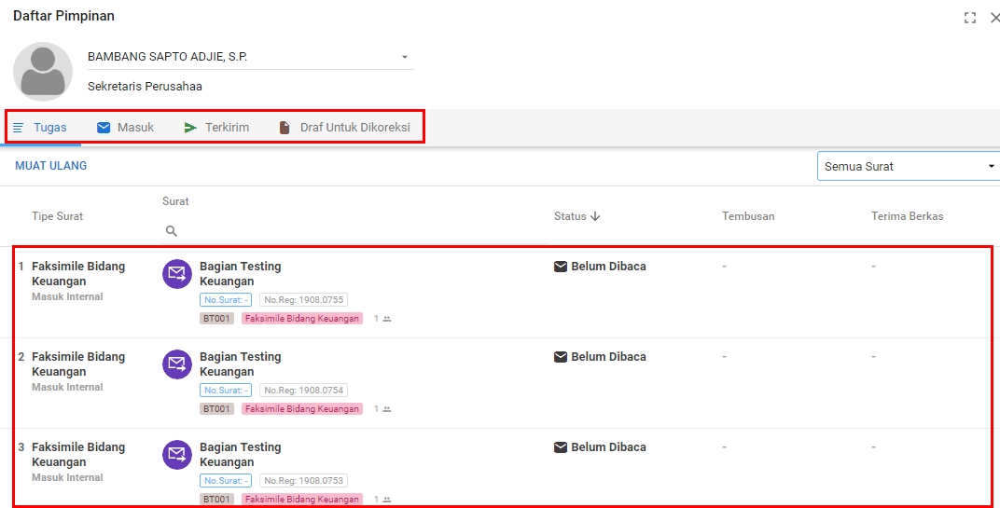 Daftar Pimpinan
BAMBANG SAPTO ADJIE, S.P.
Sekretaris Perusahaa
Tugas Masuk Terkirim Draf Untuk Dikoreksi
MUAT ULANG Semua Surat
Tipe Surat Surat Status Tembusan Terima Berkas
1 Faksimile Bidang Keuangan
Masuk Internal
Bagian Testing
Keuangan
No.Surat: - No.Reg: 1908.0755
BT001 Faksimile Bidang Keuangan 1
Belum Dibaca - -
2 Faksimile Bidang Keuangan
Masuk Internal
Bagian Testing
Keuangan
No.Surat: - No.Reg: 1908.0754
BT001 Faksimile Bidang Keuangan 1
Belum Dibaca - -
3 Faksimile Bidang Keuangan
Masuk Internal
Bagian Testing
Keuangan
No.Surat: - No.Reg: 1908.0753
BT001 Faksimile Bidang Keuangan 1
Belum Dibaca - -